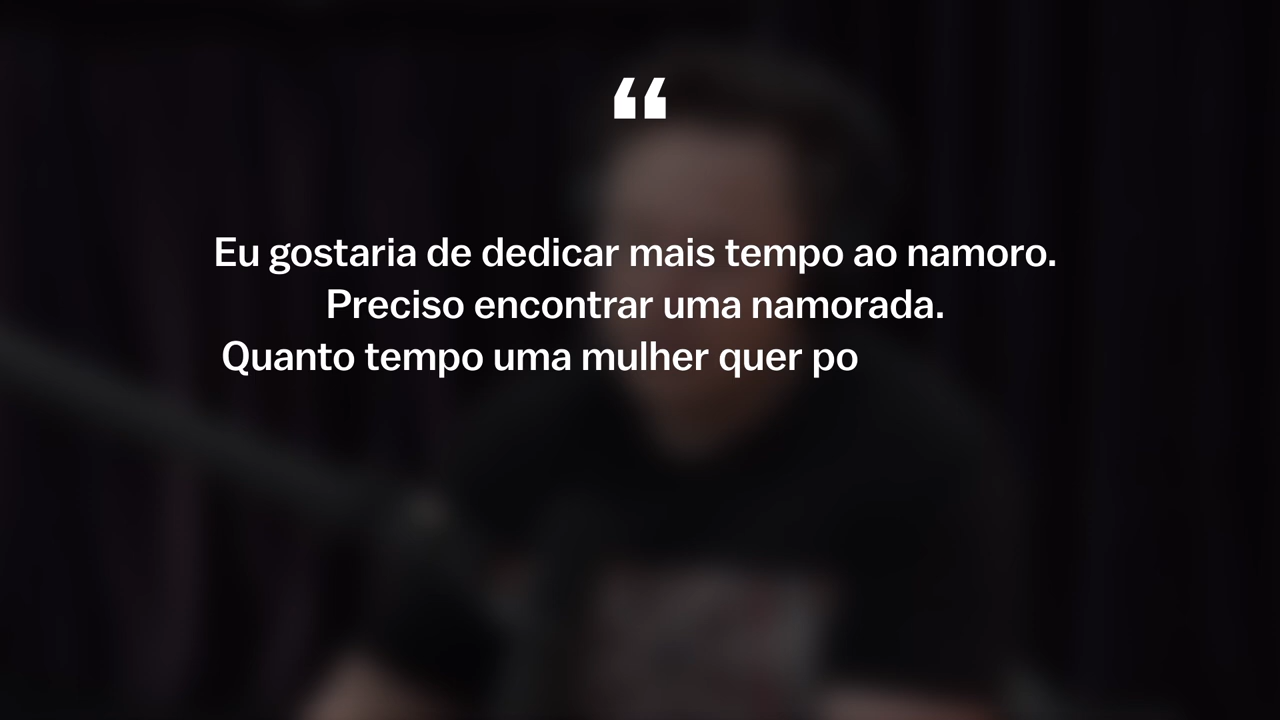 “
Eu gostaria de dedicar mais tempo ao namoro.
Preciso encontrar uma namorada.
Quanto tempo uma mulher quer po